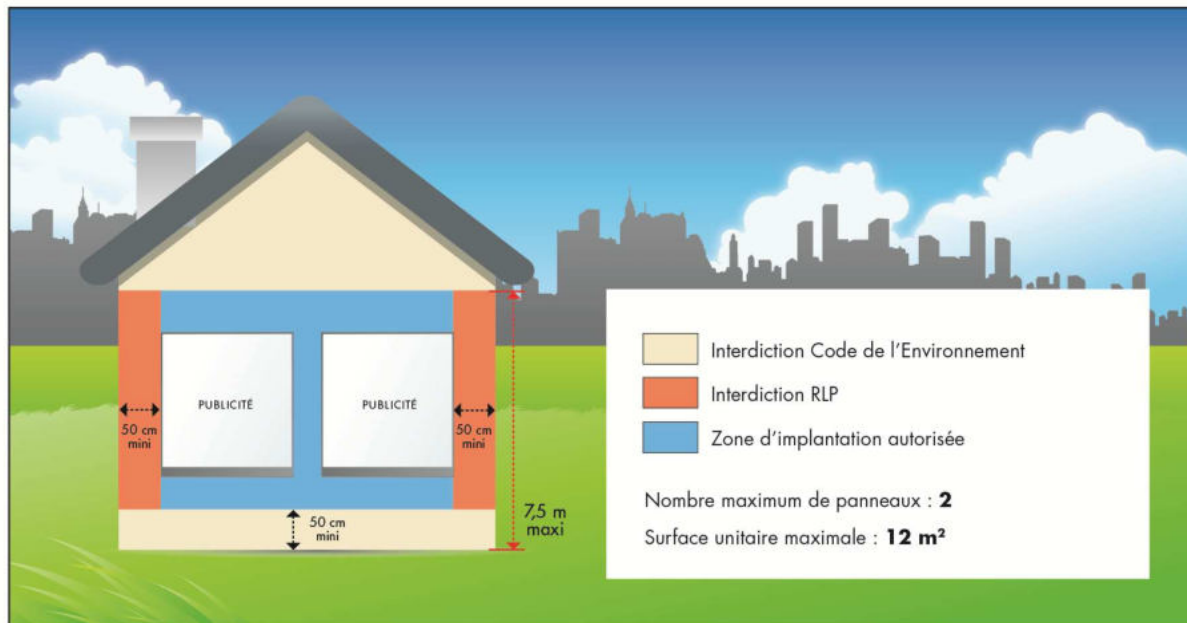 PUBLICITÉ
PUBLICITÉ
50 cm
mini
50 cm
mini
50 cm
mini
7,5 m
maxi
Interdiction Code de l'Environnement
Interdiction RLP
Zone d'implantation autorisée
Nombre maximum de panneaux : 2
Surface unitaire maximale : 12 m²